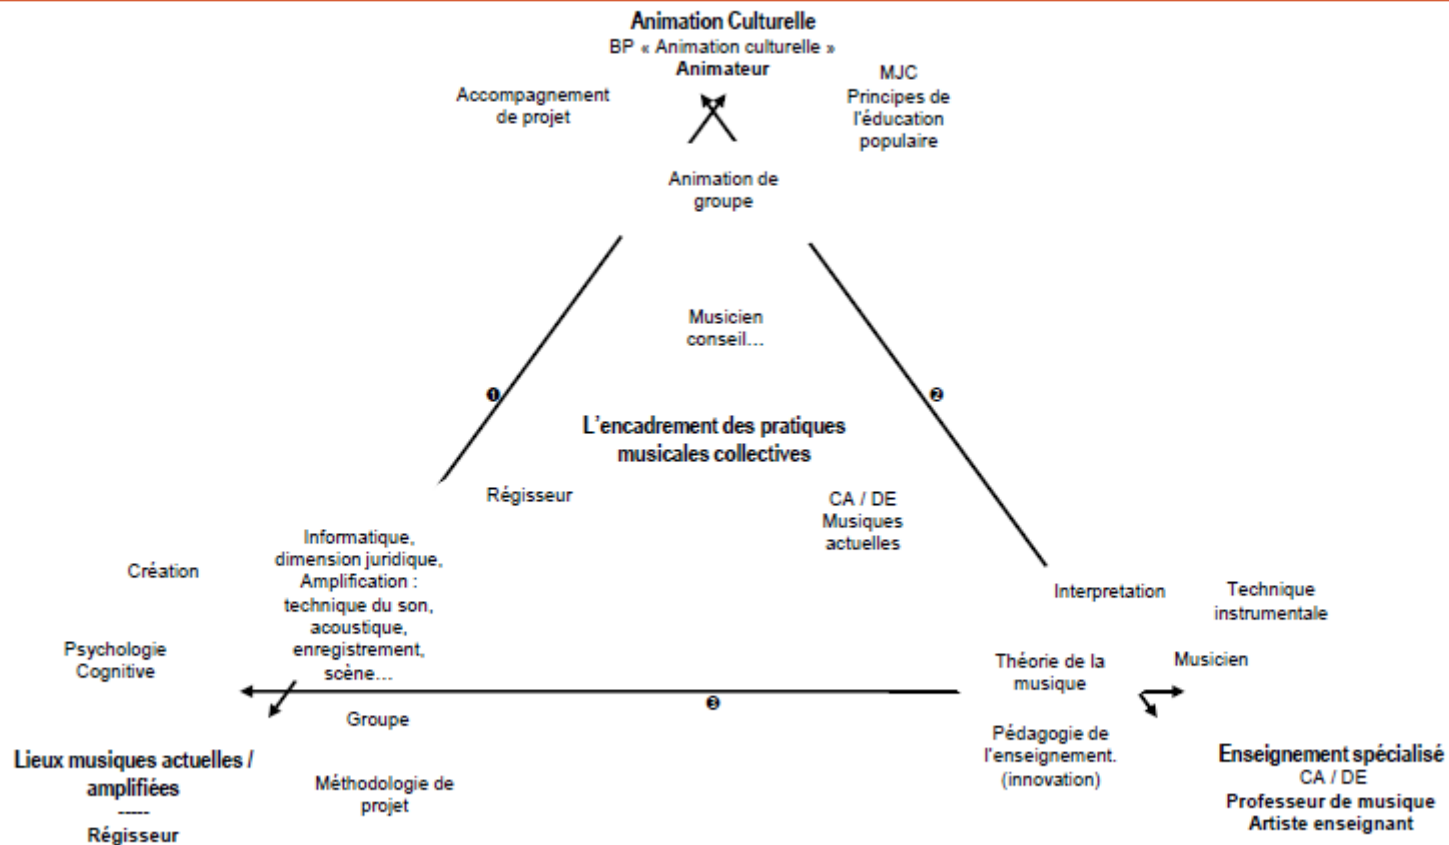 Animation Culturelle
BP « Animation culturelle »
Animateur
Accompagnement
de projet
MJC
Principes de
l'éducation
populaire
Animation de
groupe
Musicien
conseil...
❶
❷
L'encadrement des pratiques
musicales collectives
Régisseur
CA / DE
Musiques
actuelles
Création
Informatique,
dimension juridique,
Amplification :
technique du son,
acoustique,
enregistrement,
scène...
Interpretation
Technique
instrumentale
Psychologie
Cognitive
Théorie de la
musique
Musicien
❸
Groupe
Lieux musiques actuelles /
amplifiées
-----
Régisseur
Méthodologie de
projet
Pédagogie de
l'enseignement.
(innovation)
Enseignement spécialisé
CA / DE
Professeur de musique
Artiste enseignant